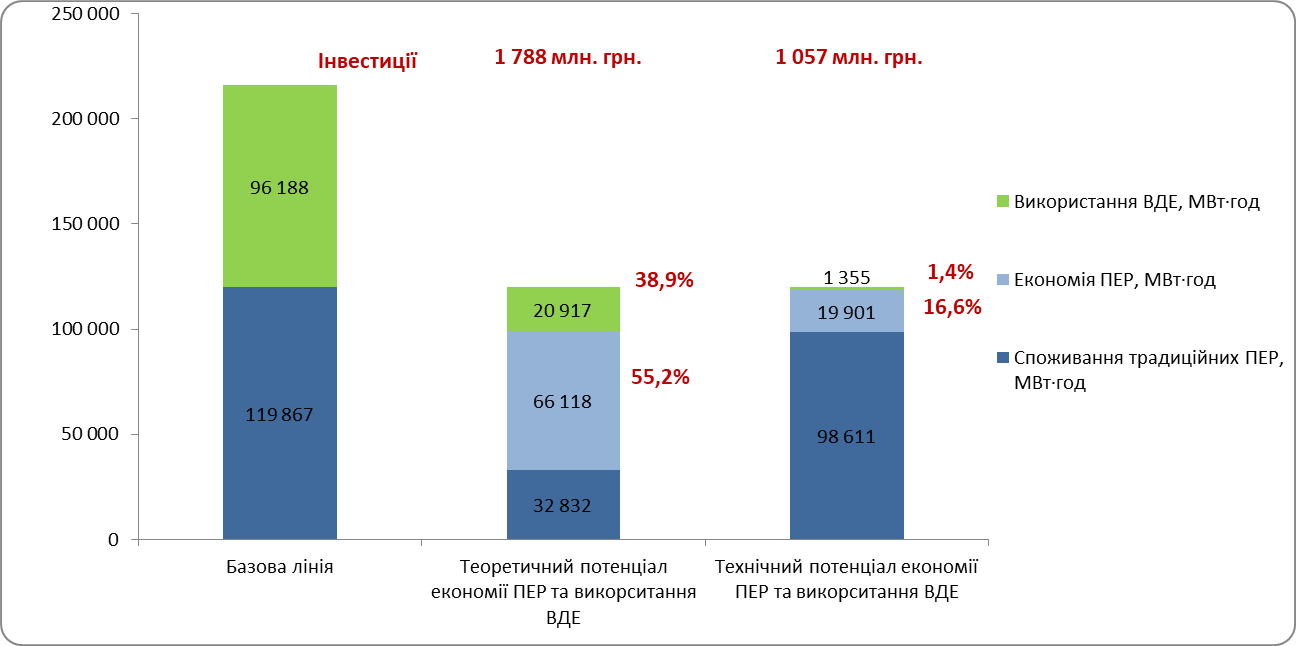 250 000
200 000
150 000
100 000
50 000
0
Інвестиції
1 788 млн. грн.
1 057 млн. грн.
96 188
119 867
38,9%
20 917
55,2%
66 118
32 832
1 355
1,4%
19 901
16,6%
98 611
Базова лінія
Теоретичний потенціал
економії ПЕР та викорситання
ВДЕ
Технічний потенціал економії
ПЕР та викорситання ВДЕ
Використання ВДЕ, МВт·год
Економія ПЕР, МВт·год
Споживання традиційних ПЕР,
МВт·год